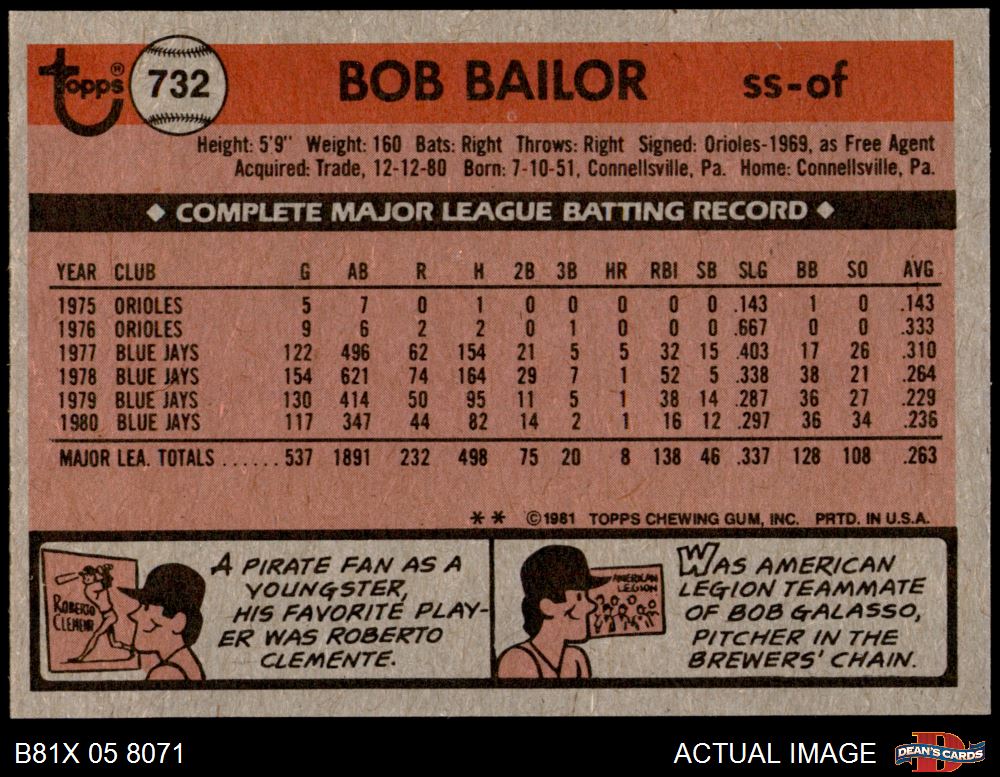 topps® 732 BOB BAILOR ss-of
Height: 5'9" Weight: 160 Bats: Right Throws: Right Signed: Orioles-1969, as Free Agent
Acquired: Trade, 12-12-80 Born: 7-10-51, Connellsville, Pa. Home: Connellsville, Pa.
◆ COMPLETE MAJOR LEAGUE BATTING RECORD ◆
YEAR CLUB G AB R H 2B 3B HR RBI SB SLG BB SO AVG
1975 ORIOLES 5 7 0 1 0 0 0 0 0 .143 1 0 .143
1976 ORIOLES 9 6 2 2 0 1 0 0 0 .667 0 0 .333
1977 BLUE JAYS 122 496 62 154 21 5 5 32 15 .403 17 26 .310
1978 BLUE JAYS 154 621 74 164 29 7 1 52 5 .338 38 21 .264
1979 BLUE JAYS 130 414 50 95 11 5 1 38 14 .287 36 27 .229
1980 BLUE JAYS 117 347 44 82 14 2 1 16 12 .297 36 34 .236
MAJOR LEA. TOTALS ...... 537 1891 232 498 75 20 8 138 46 .337 128 108 .263
** ©1981 TOPPS CHEWING GUM, INC. PRTD. IN U.S.A.
ROBERTO
CLEMENTE
A PIRATE FAN AS A
YOUNGSTER,
HIS FAVORITE PLAY-
ER WAS ROBERTO
CLEMENTE.
AMERICAN
LEGION
WAS AMERICAN
LEGION TEAMMATE
OF BOB GALASSO,
PITCHER IN THE
BREWERS' CHAIN.
B81X 05 8071 ACTUAL IMAGE DEAN'S CARDS